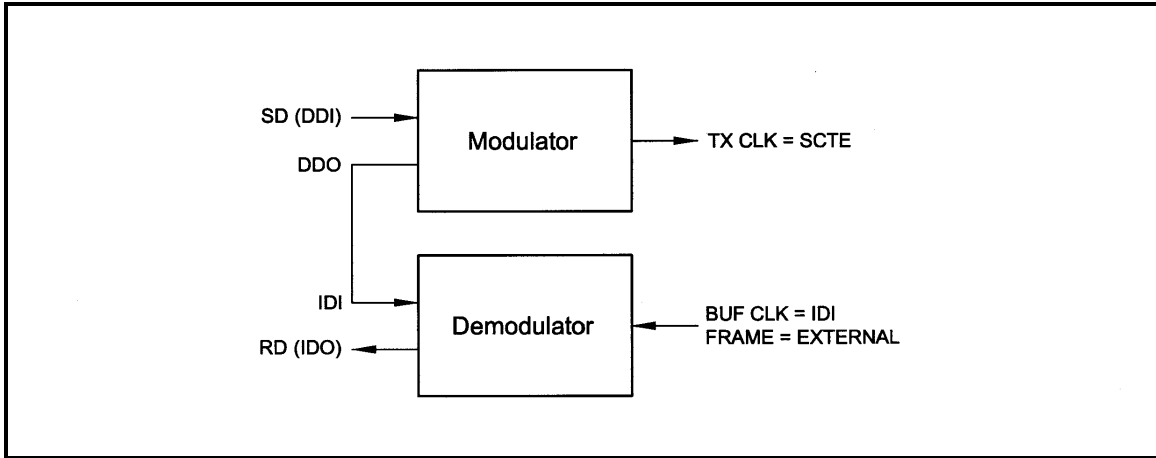 SD (DDI)
Modulator
TX CLK = SCTE
DDO
IDI
Demodulator
BUF CLK = IDI
FRAME = EXTERNAL
RD (IDO)